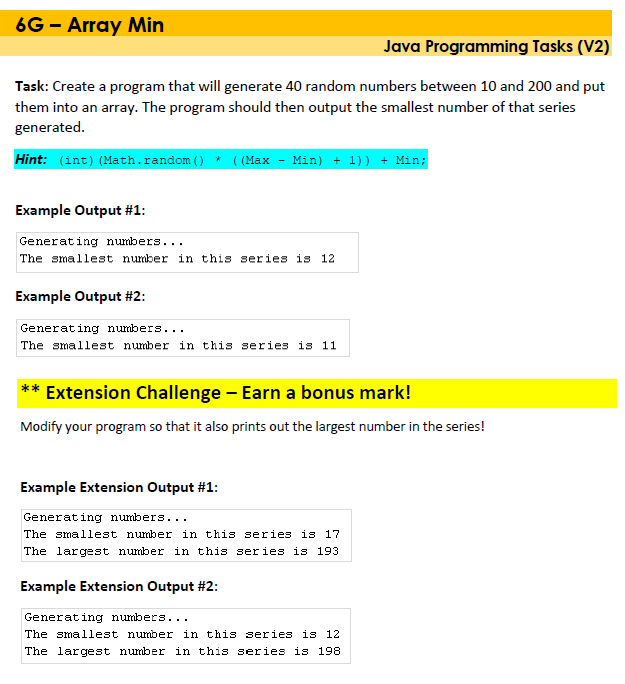 6G – Array Min
Java Programming Tasks (V2)
Task: Create a program that will generate 40 random numbers between 10 and 200 and put
them into an array. The program should then output the smallest number of that series
generated.
Hint: (int)(Math.random() * ((Max - Min) + 1)) + Min;
Example Output #1:
Generating numbers...
The smallest number in this series is 12
Example Output #2:
Generating numbers...
The smallest number in this series is 11
** Extension Challenge – Earn a bonus mark!
Modify your program so that it also prints out the largest number in the series!
Example Extension Output #1:
Generating numbers...
The smallest number in this series is 17
The largest number in this series is 193
Example Extension Output #2:
Generating numbers...
The smallest number in this series is 12
The largest number in this series is 198